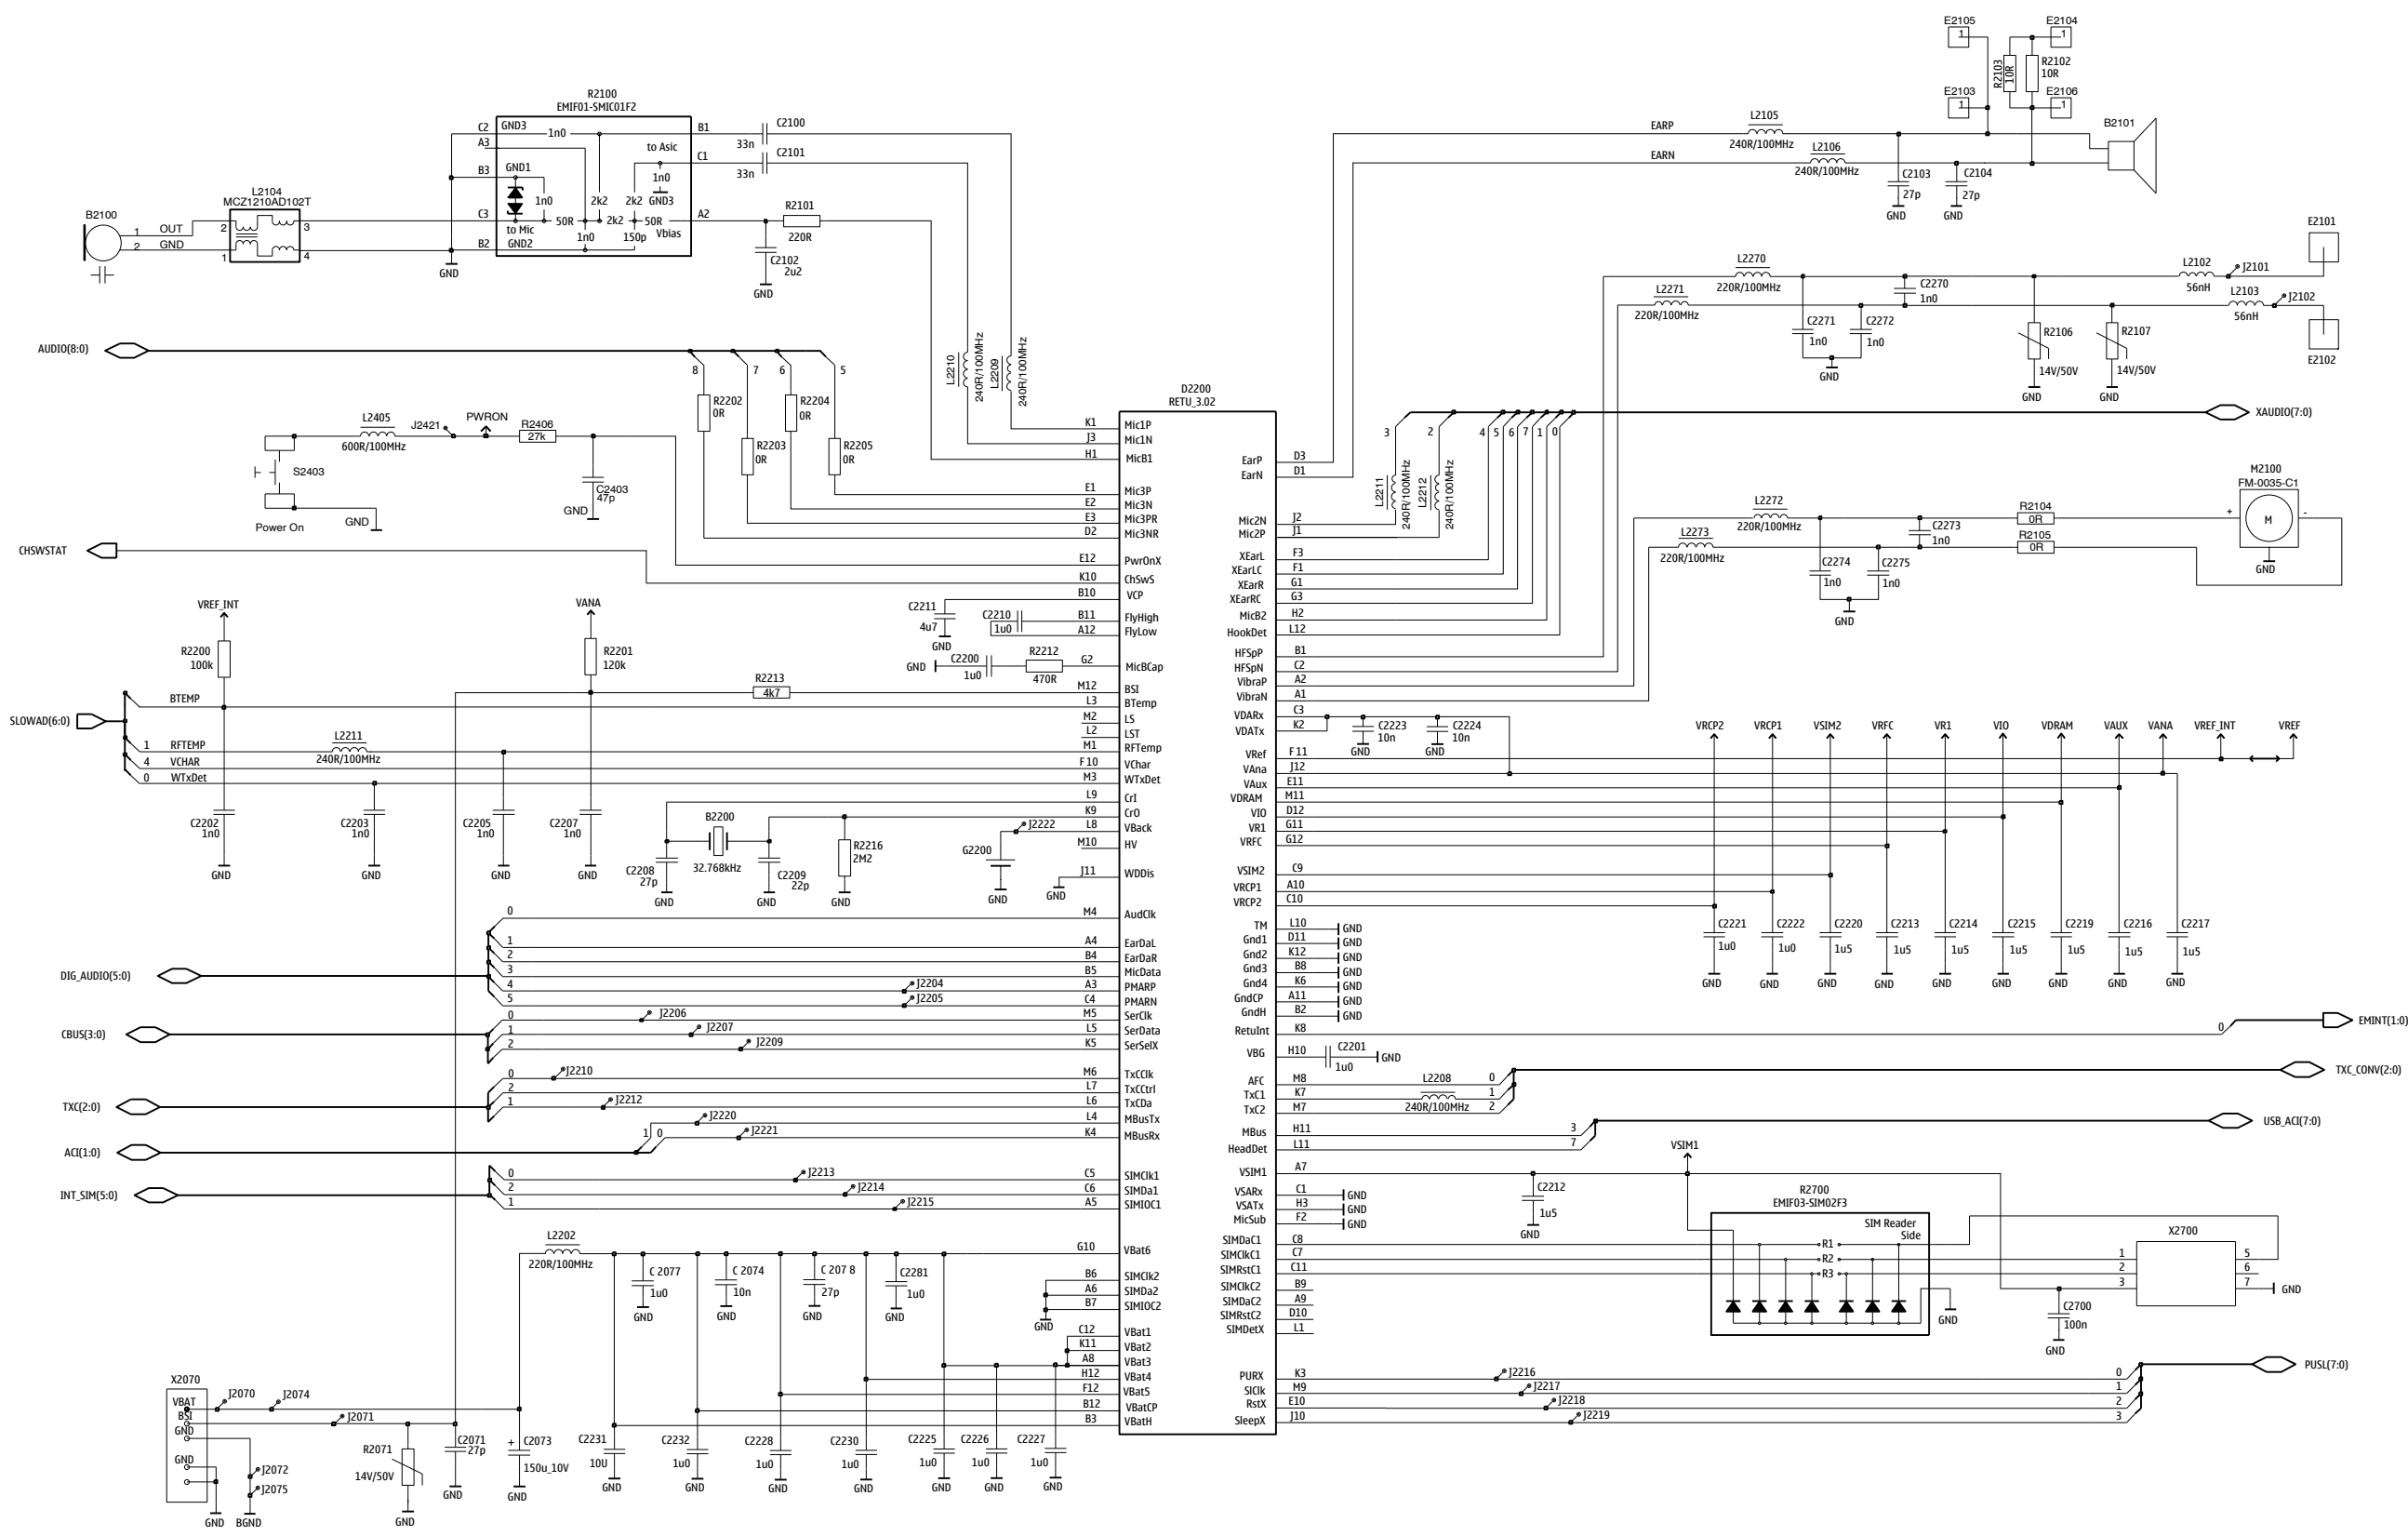 E2105
1
E2104
1
R2103
10R
R2102
10R
E2103
1
E2106
1
R2100
EMIF01-SMIC01F2
C2
GND3
1n0
A3
B3
GND1
1n0
2k2
2k2
to Asic
1n0
GND3
C3
50R
2k2
50R
to Mic
1n0
150p
Vbias
B2
GND2
B1
C1
A2
GND
C2100
33n
C2101
33n
R2101
220R
C2102
2u2
GND
L2104
MCZ1210AD102T
2
3
1
4
B2100
1
OUT
2
GND
EARP
L2105
240R/100MHz
EARN
L2106
240R/100MHz
C2103
27p
GND
C2104
27p
GND
B2101
E2101
E2102
L2270
220R/100MHz
L2271
220R/100MHz
C2270
1n0
C2271
1n0
C2272
1n0
GND
L2102
56nH
J2101
L2103
56nH
J2102
R2106
14V/50V
GND
R2107
14V/50V
GND
AUDIO(8:0)
8
7
6
5
R2202
0R
R2203
0R
R2204
0R
R2205
0R
L2210
240R/100MHz
L2209
240R/100MHz
D2200
RETU_3.02
XAUDIO(7:0)
3
2
4
5
6
7
1
0
L2211
240R/100MHz
L2212
240R/100MHz
L2405
600R/100MHz
J2421
PWRON
R2406
27k
S2403
Power On
GND
C2403
47p
GND
CHSWSTAT
K1 Mic1P
J3 Mic1N
H1 MicB1
E1 Mic3P
E2 Mic3N
E3 Mic3PR
D2 Mic3NR
E12 PwrOnX
K10 ChSwS
B10 VCP
B11 FlyHigh
A12 FlyLow
G2 MicBCap
M12 BSI
L3 BTemp
M2 LS
L2 LST
M1 RFTemp
F10 VChar
M3 WTxDet
L9 CrI
K9 CrO
L8 VBack
M10 HV
J11 WDDis
M4 AudClk
A4 EarDaL
B4 EarDaR
B5 MicData
A3 PMARP
C4 PMARN
M5 SerClk
L5 SerData
K5 SerSelX
M6 TxCClk
L7 TxCCtrl
L6 TxCDa
L4 MBusTx
K4 MBusRx
C5 SIMClk1
C6 SIMDa1
A5 SIMIOC1
G10 VBat6
B6 SIMClk2
A6 SIMDa2
B7 SIMIOC2
C12 VBat1
K11 VBat2
A8 VBat3
H12 VBat4
F12 VBat5
B12 VBatCP
B3 VBatH
EarP D3
EarN D1
Mic2N J2
Mic2P J1
XEarL F3
XEarLC F1
XEarR G1
XEarRC G3
MicB2 H2
HookDet L12
HFSpP B1
HFSpN C2
VibraP A2
VibraN A1
VDARx C3
VDATx K2
VRef F11
VAna J12
VAux E11
VDRAM M11
VIO D12
VR1 G11
VRFC G12
VSIM2 C9
VRCP1 A10
VRCP2 C10
TM L10 GND
Gnd1 D11 GND
Gnd2 K12 GND
Gnd3 B8 GND
Gnd4 K6 GND
GndCP A11 GND
GndH B2 GND
RetuInt K8
VBG H10
AFC M8
TxC1 K7
TxC2 M7
MBus H11
HeadDet L11
VSIM1 A7
VSARx C1 GND
VSATx H3 GND
MicSub F2 GND
SIMDaC1 C8
SIMClkC1 C7
SIMRstC1 C11
SIMClkC2 B9
SIMDaC2 A9
SIMRstC2 D10
SIMDetX L1
PURX K3
SlClk M9
RstX E10
SleepX J10
L2272
220R/100MHz
L2273
220R/100MHz
C2273
1n0
C2274
1n0
C2275
1n0
GND
R2104
0R
R2105
0R
M2100
FM-0035-C1
+
M
-
GND
VREF_INT
R2200
100k
VANA
R2201
120k
C2211
4u7
GND
C2210
1u0
GND
C2200
1u0
R2212
470R
R2213
4k7
SLOWAD(6:0)
BTEMP
1
RFTEMP
L2211
240R/100MHz
4
VCHAR
0
WTxDet
C2202
1n0
GND
C2203
1n0
GND
C2205
1n0
GND
C2207
1n0
GND
B2200
32.768kHz
C2208
27p
GND
C2209
22p
GND
R2216
2M2
GND
G2200
GND
J2222
GND
C2223
10n
GND
C2224
10n
GND
VRCP2
VRCP1
VSIM2
VRFC
VR1
VIO
VDRAM
VAUX
VANA
VREF_INT
VREF
C2221
1u0
GND
C2222
1u0
GND
C2220
1u5
GND
C2213
1u5
GND
C2214
1u5
GND
C2215
1u5
GND
C2219
1u5
GND
C2216
1u5
GND
C2217
1u5
GND
DIG_AUDIO(5:0)
0
1
2
3
4
5
J2204
J2205
CBUS(3:0)
0
1
2
J2206
J2207
J2209
TXC(2:0)
0
2
1
J2210
J2212
ACI(1:0)
1
0
J2220
J2221
INT_SIM(5:0)
0
2
1
J2213
J2214
J2215
0
EMINT(1:0)
C2201
1u0
GND
L2208
240R/100MHz
0
1
2
TXC_CONV(2:0)
3
7
USB_ACI(7:0)
VSIM1
C2212
1u5
GND
R2700
EMIF03-SIM02F3
SIM Reader
Side
R1
R2
R3
GND
X2700
1
2
3
5
6
7
GND
C2700
100n
GND
J2216
J2217
J2218
J2219
0
1
2
3
PUSL(7:0)
L2202
220R/100MHz
C 2077
1u0
GND
C 2074
10n
GND
C 207 8
27p
GND
C2281
1u0
GND
GND
X2070
VBAT
BSI
GND
GND
J2070
J2074
J2071
J2072
J2075
GND
BGND
R2071
14V/50V
GND
C2071
27p
GND
+
C2073
150u_10V
GND
C2231
10U
GND
C2232
1u0
GND
C2228
1u0
GND
C2230
1u0
GND
C2225
1u0
GND
C2226
1u0
GND
C2227
1u0
GND